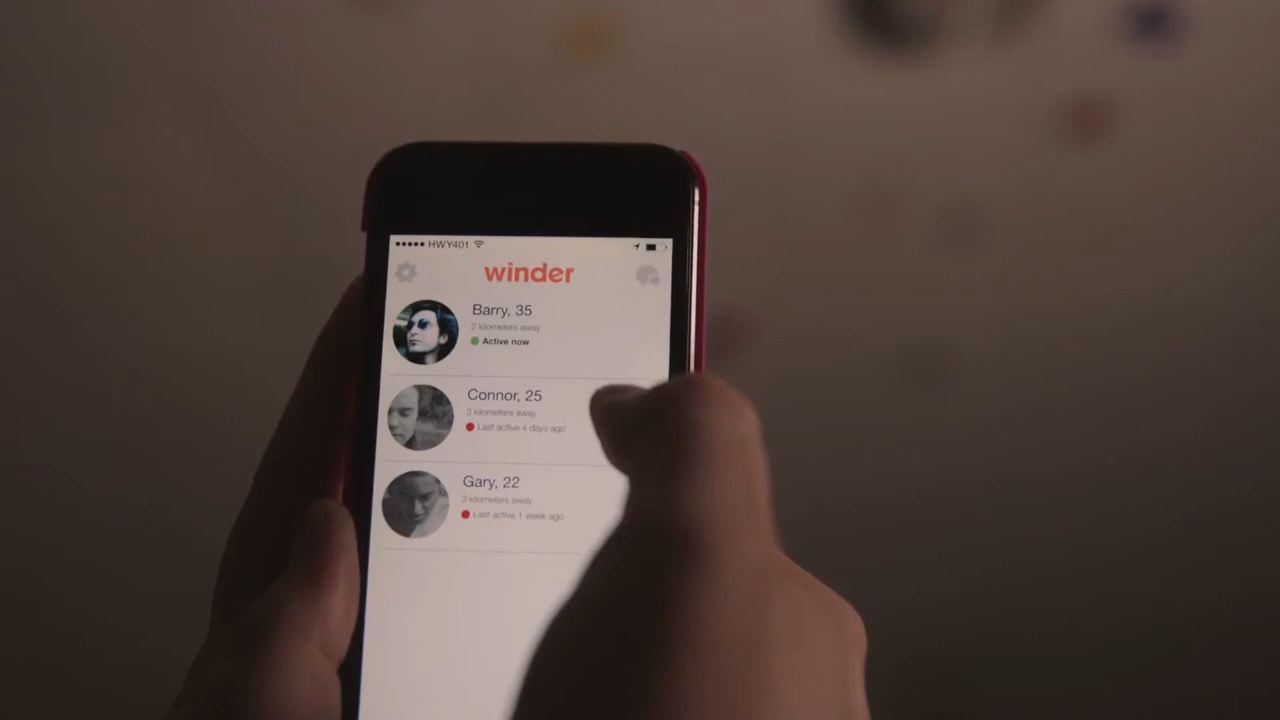 HWY401
winder
Barry, 35
2 kilometers away
Active now
Connor, 25
3 kilometers away
Last active 4 days ago
Gary, 22
3 kilometers away
Last active 1 week ago